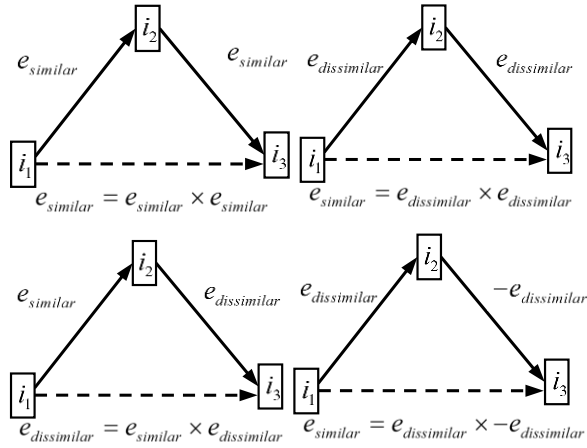 i₂ i₂
e_similar e_similar e_dissimilar e_dissimilar
i₁ i₃ i₁ i₃
e_similar = e_similar × e_similar e_similar = e_dissimilar × e_dissimilar
i₂ i₂
e_similar e_dissimilar e_dissimilar −e_dissimilar
i₁ i₃ i₁ i₃
e_dissimilar = e_similar × e_dissimilar e_similar = e_dissimilar × −e_dissimilar